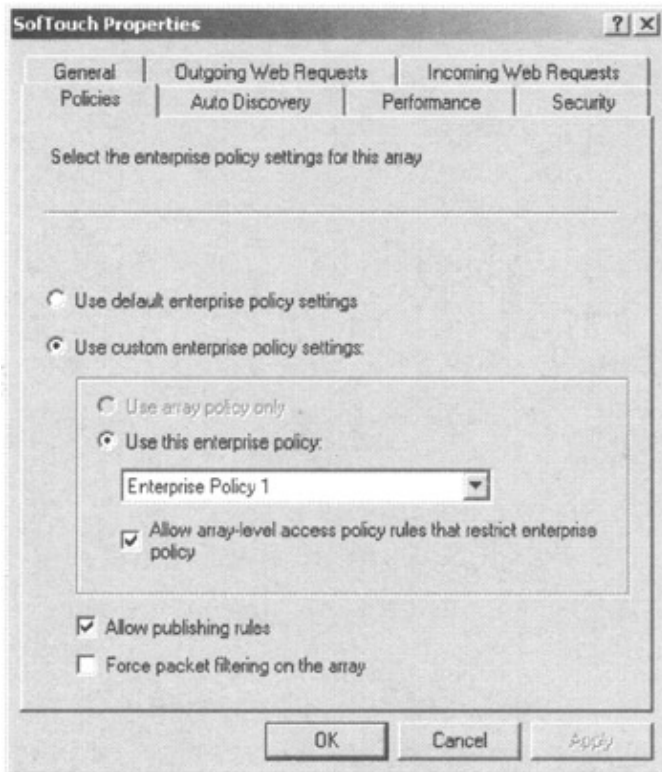 SofTouch Properties
General
Outgoing Web Requests
Incoming Web Requests
Policies
Auto Discovery
Performance
Security
Select the enterprise policy settings for this array
Use default enterprise policy settings
Use custom enterprise policy settings:
Use array policy only
Use this enterprise policy:
Enterprise Policy 1
Allow array-level access policy rules that restrict enterprise
policy
Allow publishing rules
Force packet filtering on the array
OK
Cancel
Apply